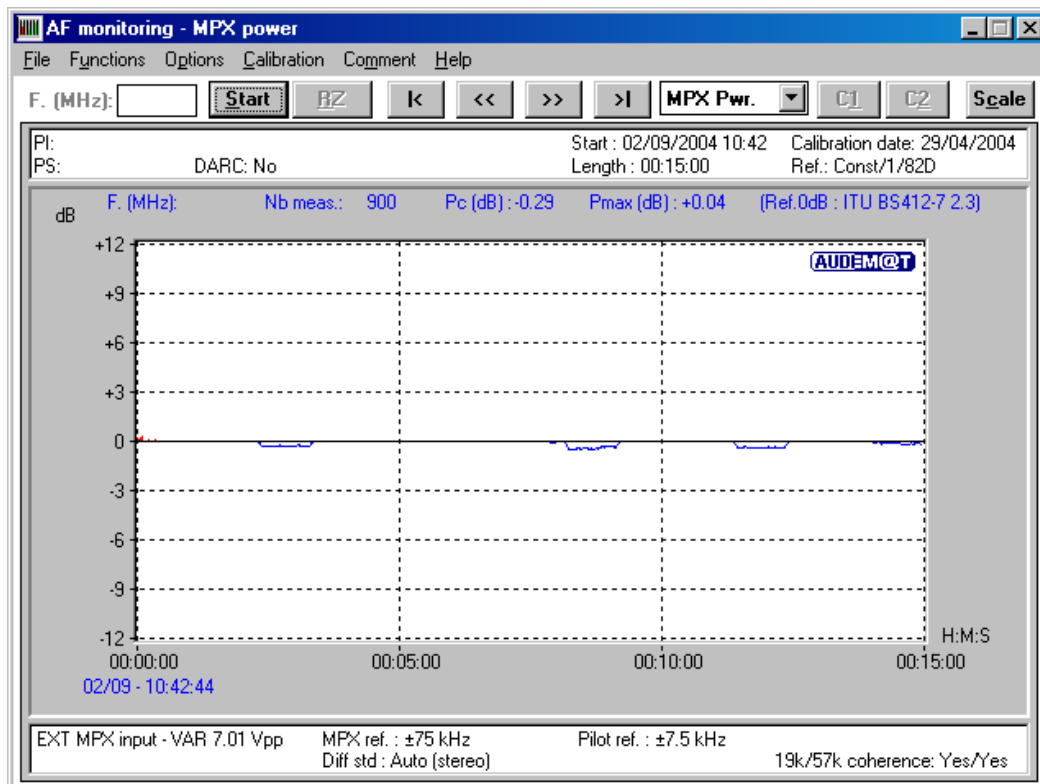 AF monitoring - MPX power
File Functions Options Calibration Comment Help
F. (MHz): Start RZ |< << >> >| MPX Pwr. C1 C2 Scale
PI: Start : 02/09/2004 10:42 Calibration date: 29/04/2004
PS: DARC: No Length : 00:15:00 Ref.: Const/1/82D
dB F. (MHz): Nb meas.: 900 Pc (dB) :-0.29 Pmax (dB) : +0.04 (Ref.0dB : ITU BS412-7 2.3)
+12
AUDEM@T
+9
+6
+3
0
-3
-6
-9
-12
H:M:S
00:00:00 00:05:00 00:10:00 00:15:00
02/09 - 10:42:44
EXT MPX input - VAR 7.01 Vpp MPX ref. : ±75 kHz Pilot ref. : ±7.5 kHz
Diff std : Auto (stereo) 19k/57k coherence: Yes/Yes